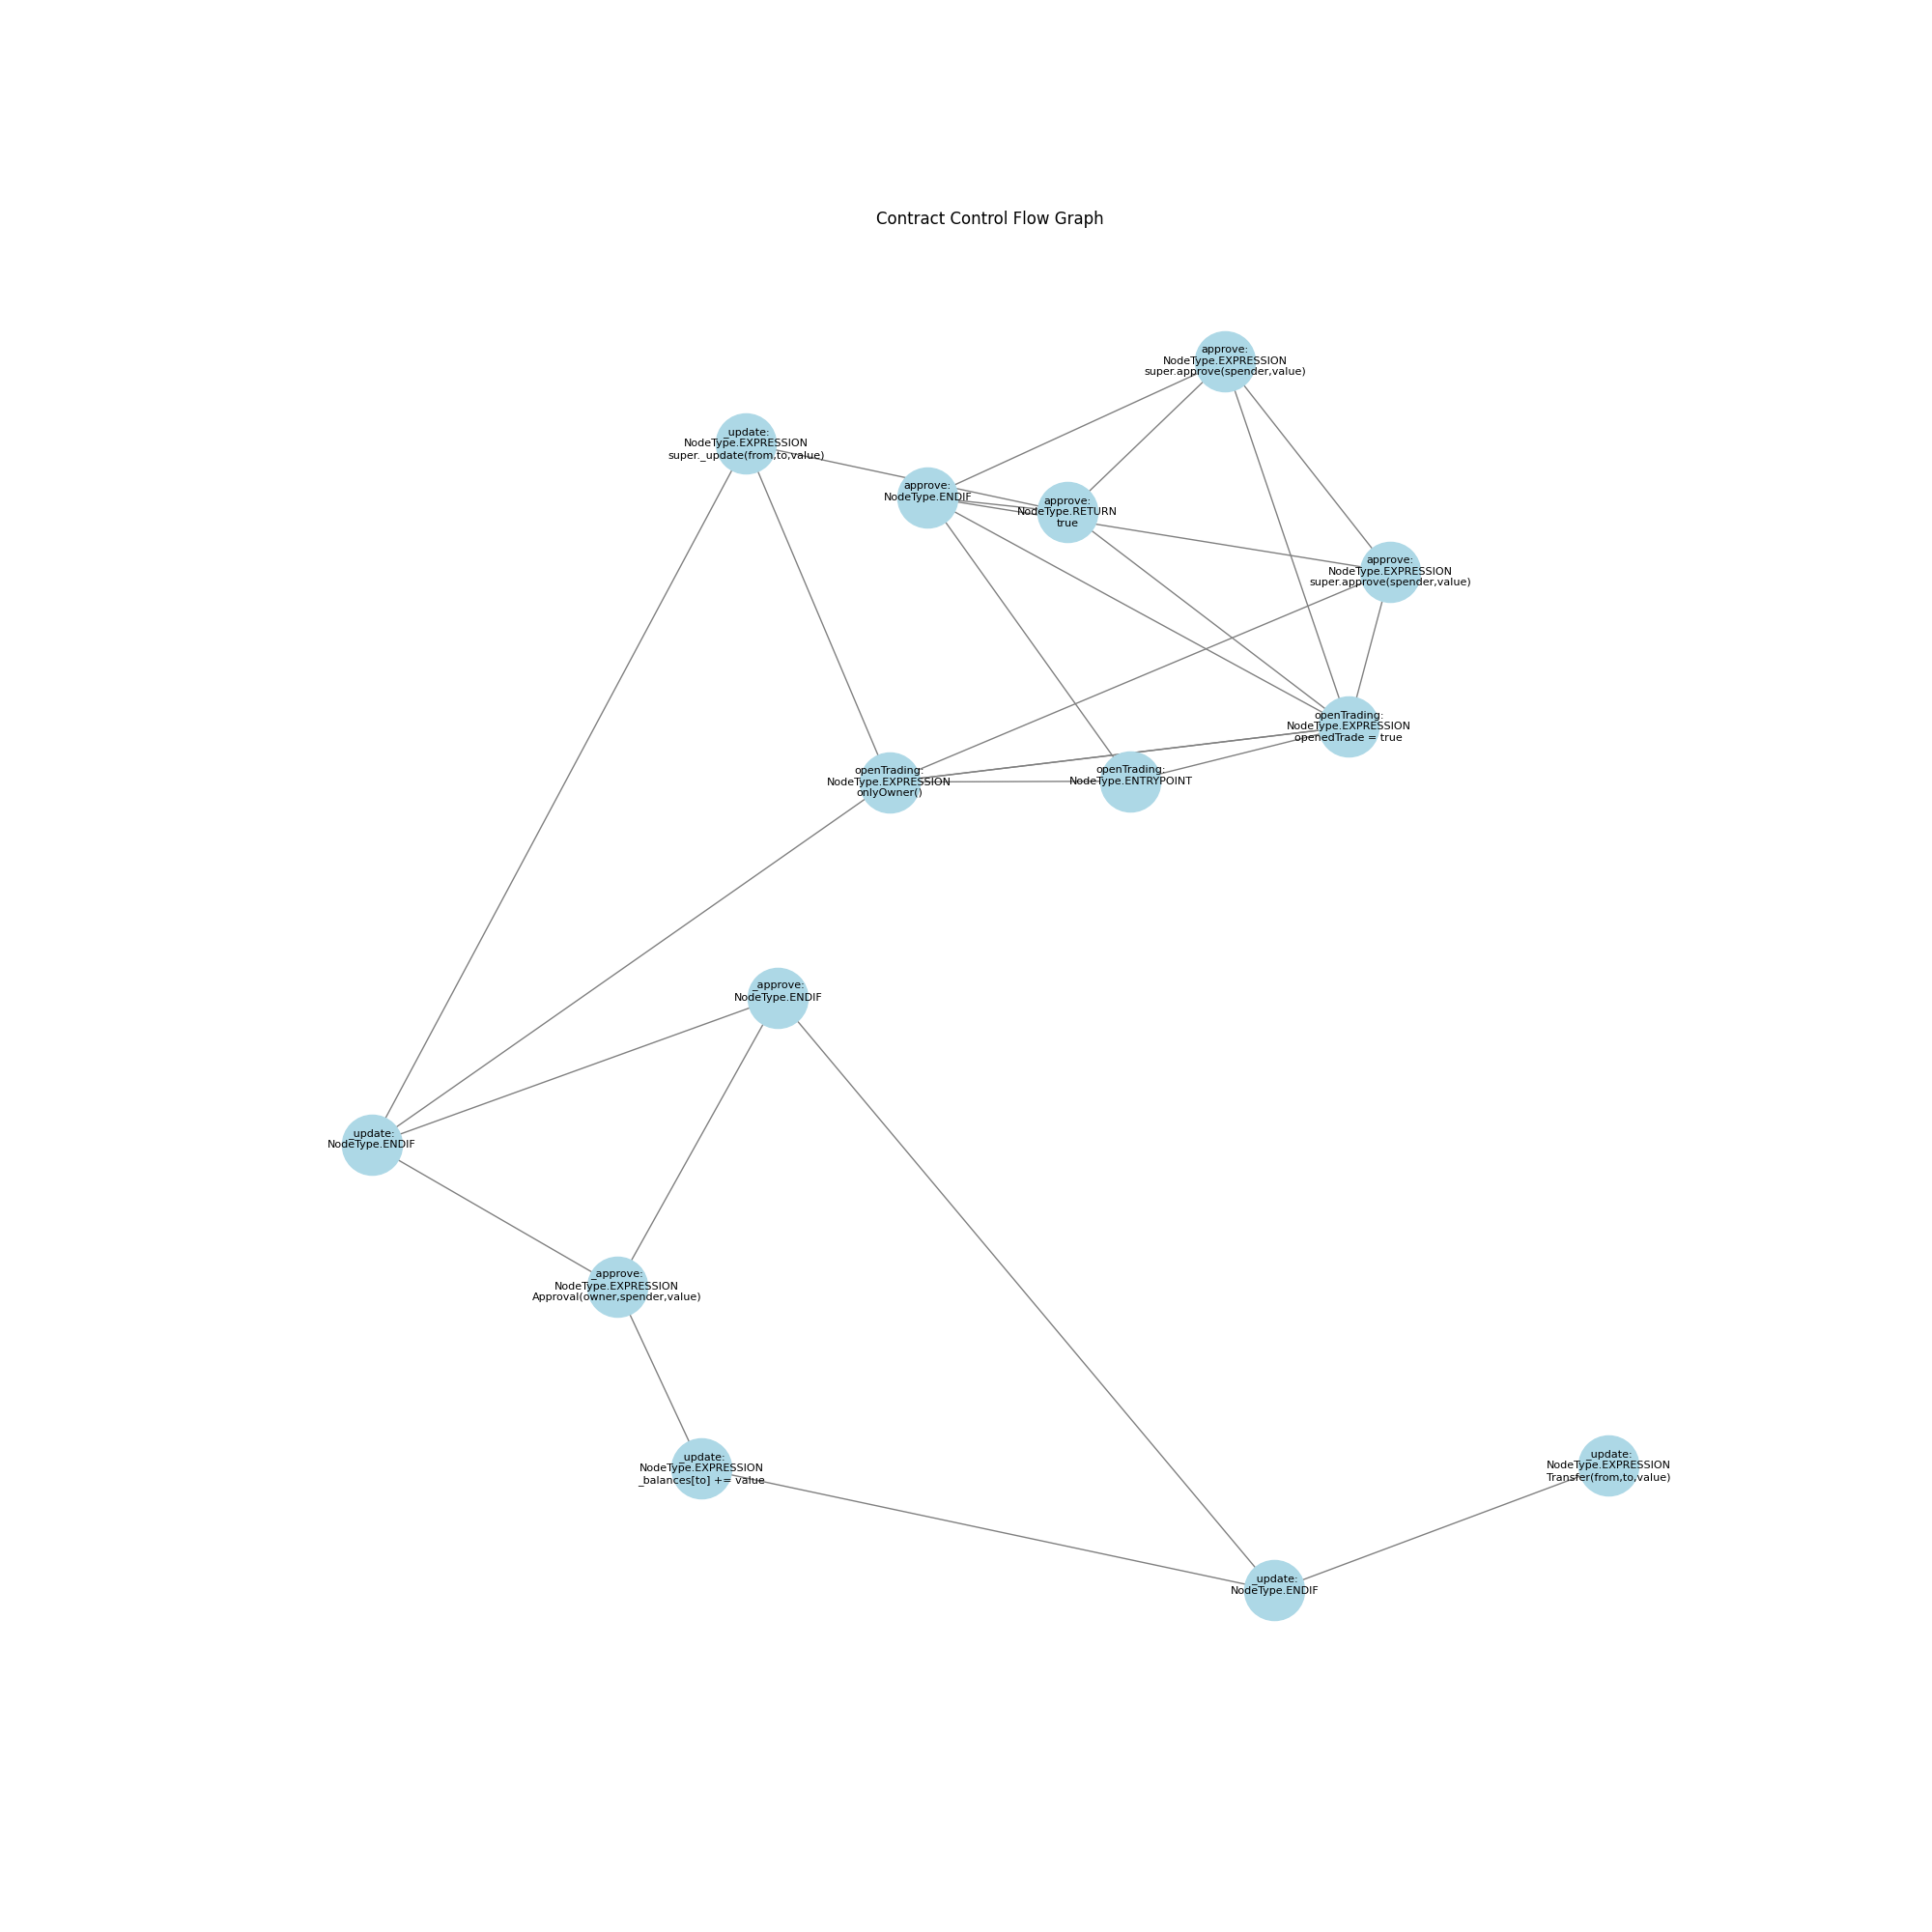 Contract Control Flow Graph
approve:
NodeType.EXPRESSION
super.approve(spender,value)
_update:
NodeType.EXPRESSION
super._update(from,to,value)
approve:
NodeType.ENDIF
approve:
NodeType.RETURN
true
approve:
NodeType.EXPRESSION
super.approve(spender,value)
openTrading:
NodeType.EXPRESSION
openedTrade = true
openTrading:
NodeType.EXPRESSION
onlyOwner()
openTrading:
NodeType.ENTRYPOINT
_approve:
NodeType.ENDIF
_update:
NodeType.ENDIF
_approve:
NodeType.EXPRESSION
Approval(owner,spender,value)
_update:
NodeType.EXPRESSION
_balances[to] += value
_update:
NodeType.EXPRESSION
Transfer(from,to,value)
_update:
NodeType.ENDIF